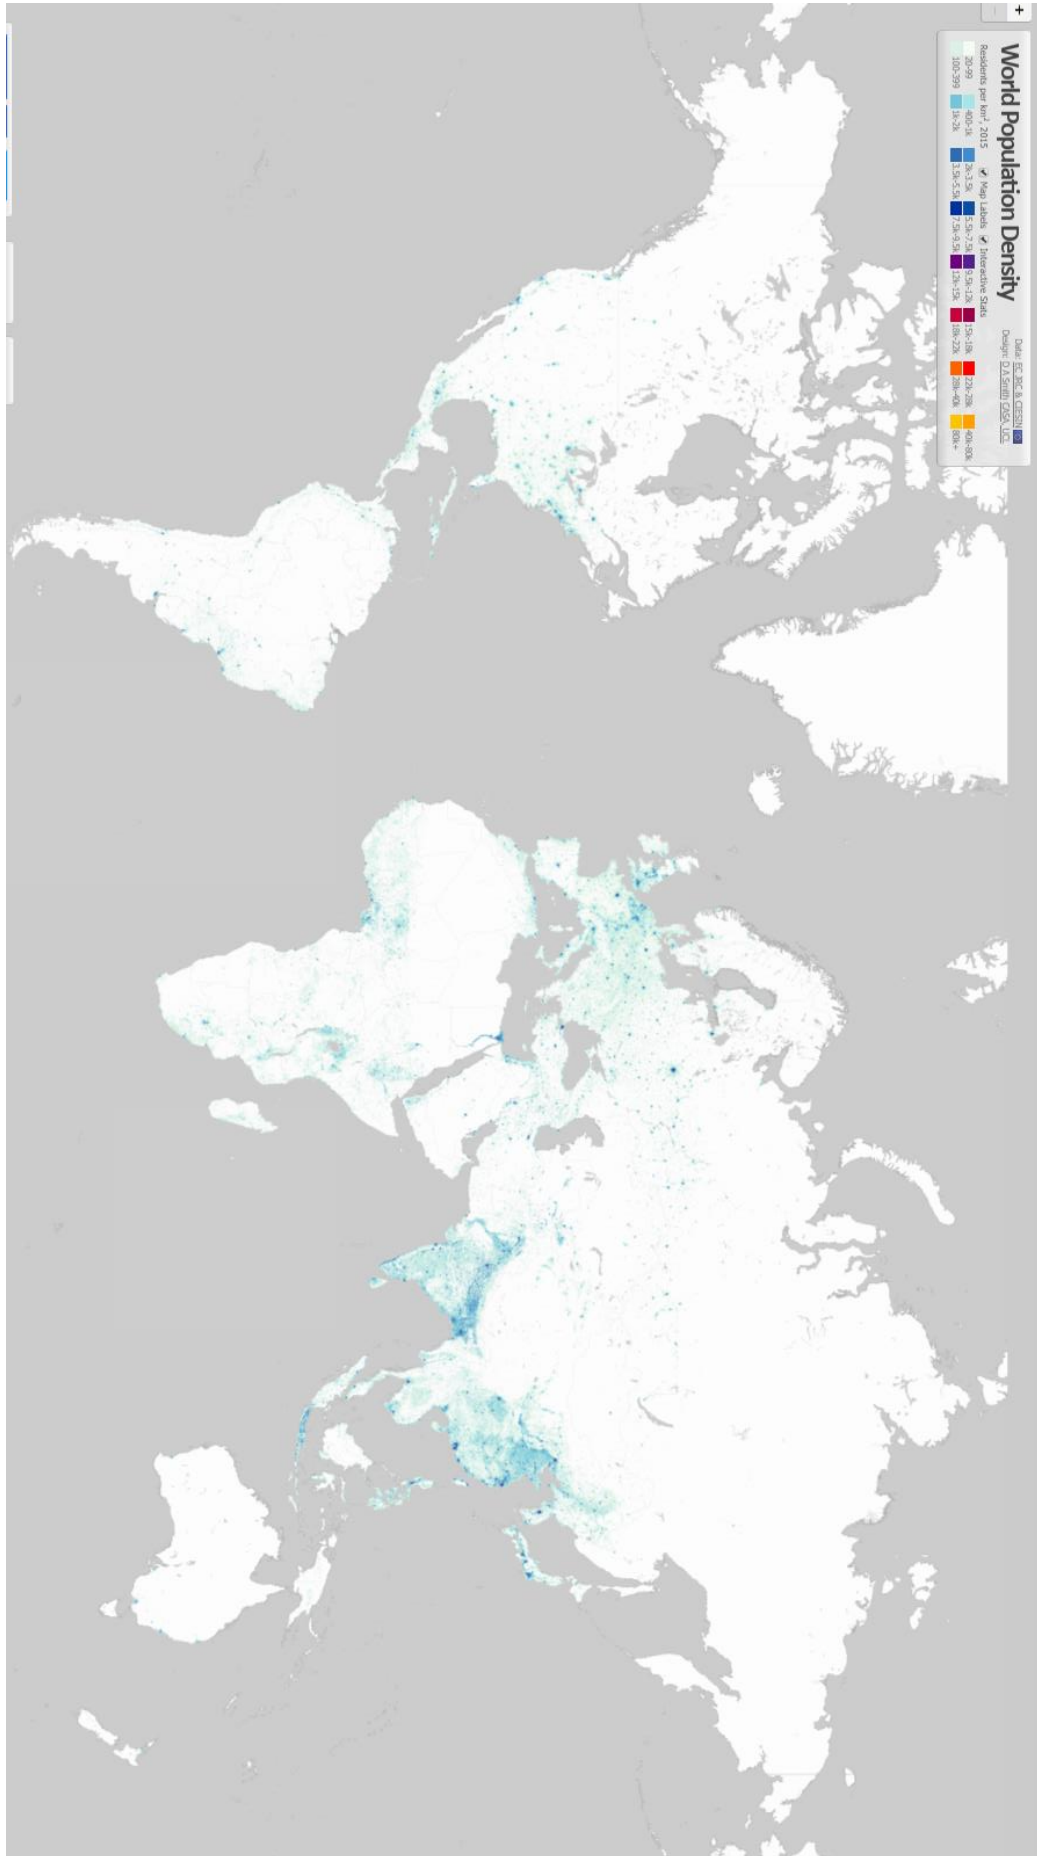 +
World Population Density
Data: EC JRC & CIESIN
Design: D A Smith CASA UCL
Residents per km², 2015 Map Labels Interactive Stats
20-99 400-1k 2k-3.5k 5.5k-7.5k 9.5k-12k 15k-18k 22k-28k 40k-80k
100-399 1k-2k 3.5k-5.5k 7.5k-9.5k 12k-15k 18k-22k 28k-40k 80k+